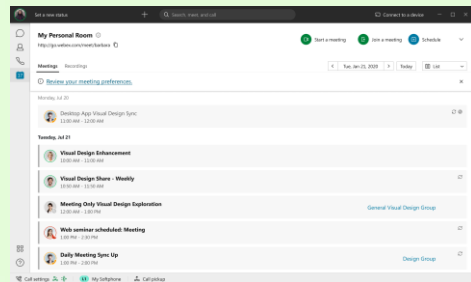 Set a new status
Search, meet, and call
Connect to a device
My Personal Room
http://go.webex.com/meet/barbara
Start a meeting
Join a meeting
Schedule
Meetings
Recordings
Tue, Jan 21, 2020
Today
List
Review your meeting preferences.
Monday, Jul 20
Desktop App Visual Design Sync
11:00 AM - 12:00 AM
Tuesday, Jul 21
Visual Design Enhancement
10:00 AM - 11:00 AM
Visual Design Share - Weekly
10:50 AM - 11:50 AM
Meeting Only Visual Design Exploration
12:00 AM - 1:00 PM
General Visual Design Group
Web seminar scheduled: Meeting
1:60 PM - 2:30 PM
Daily Meeting Sync Up
1:60 PM - 2:00 PM
Design Group
Call settings
My Softphone
Call pickup